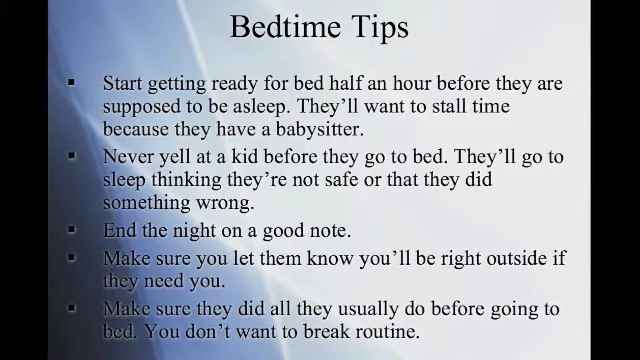 Bedtime Tips
▪ Start getting ready for bed half an hour before they are
supposed to be asleep. They’ll want to stall time
because they have a babysitter.
▪ Never yell at a kid before they go to bed. They’ll go to
sleep thinking they’re not safe or that they did
something wrong.
▪ End the night on a good note.
▪ Make sure you let them know you’ll be right outside if
they need you.
▪ Make sure they did all they usually do before going to
bed. You don’t want to break routine.